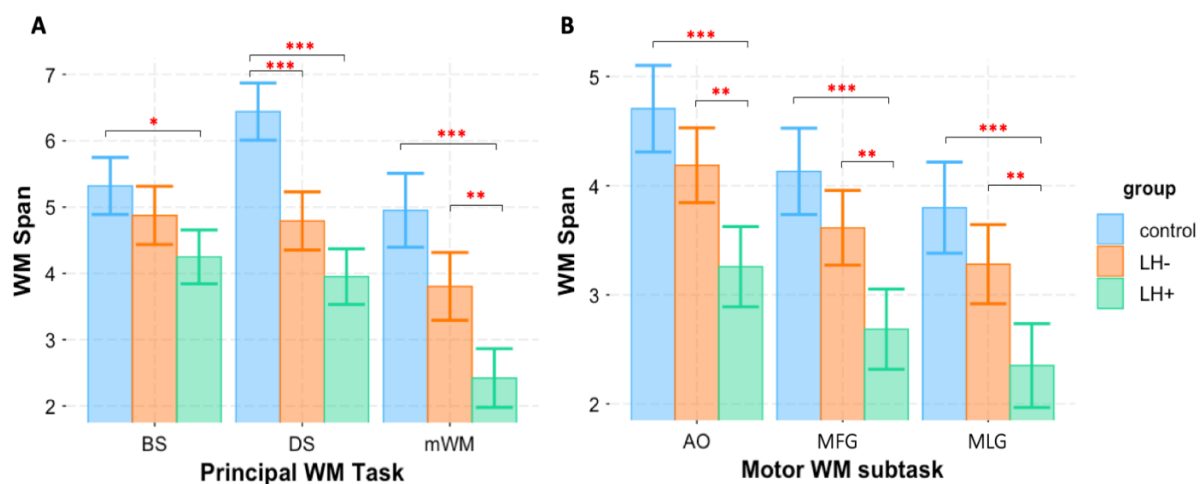 A
***
***
*
***
**
WM Span
7
6
5
4
3
2
BS DS mWM
Principal WM Task
B
***
**
***
**
***
**
WM Span
5
4
3
2
AO MFG MLG
Motor WM subtask
group
control
LH-
LH+